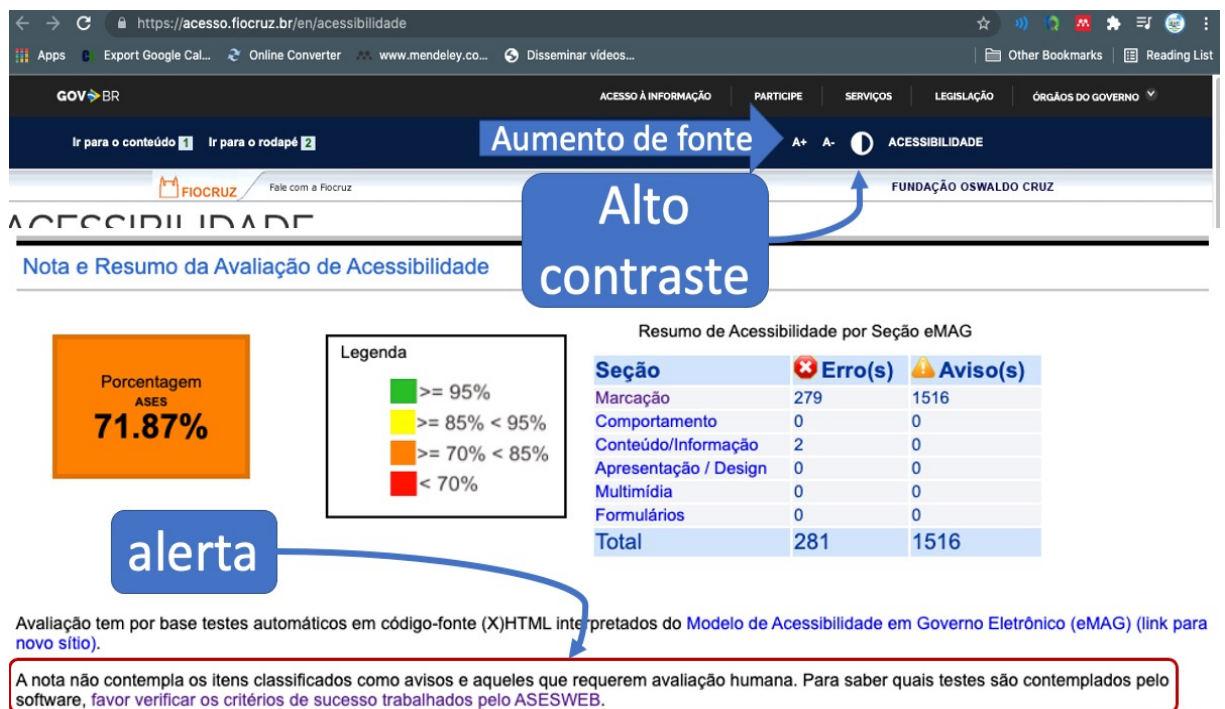 https://acesso.fiocruz.br/en/acessibilidade
Apps Export Google Cal... Online Converter www.mendeley.co... Disseminar vídeos... Other Bookmarks Reading List
GOV BR ACESSO À INFORMAÇÃO PARTICIPE SERVIÇOS LEGISLAÇÃO ÓRGÃOS DO GOVERNO
Ir para o conteúdo 1 Ir para o rodapé 2 Aumento de fonte A+ A- ACESSIBILIDADE
FIOCRUZ Fale com a Fiocruz FUNDAÇÃO OSWALDO CRUZ
ACESSIBILIDADE
Alto
contraste
Nota e Resumo da Avaliação de Acessibilidade
Porcentagem
ASES
71.87%
Legenda
>= 95%
>= 85% < 95%
>= 70% < 85%
< 70%
Resumo de Acessibilidade por Seção eMAG
Seção Erro(s) Aviso(s)
Marcação 279 1516
Comportamento 0 0
Conteúdo/Informação 2 0
Apresentação / Design 0 0
Multimídia 0 0
Formulários 0 0
Total 281 1516
alerta
Avaliação tem por base testes automáticos em código-fonte (X)HTML interpretados do Modelo de Acessibilidade em Governo Eletrônico (eMAG) (link para
novo sítio).
A nota não contempla os itens classificados como avisos e aqueles que requerem avaliação humana. Para saber quais testes são contemplados pelo
software, favor verificar os critérios de sucesso trabalhados pelo ASESWEB.